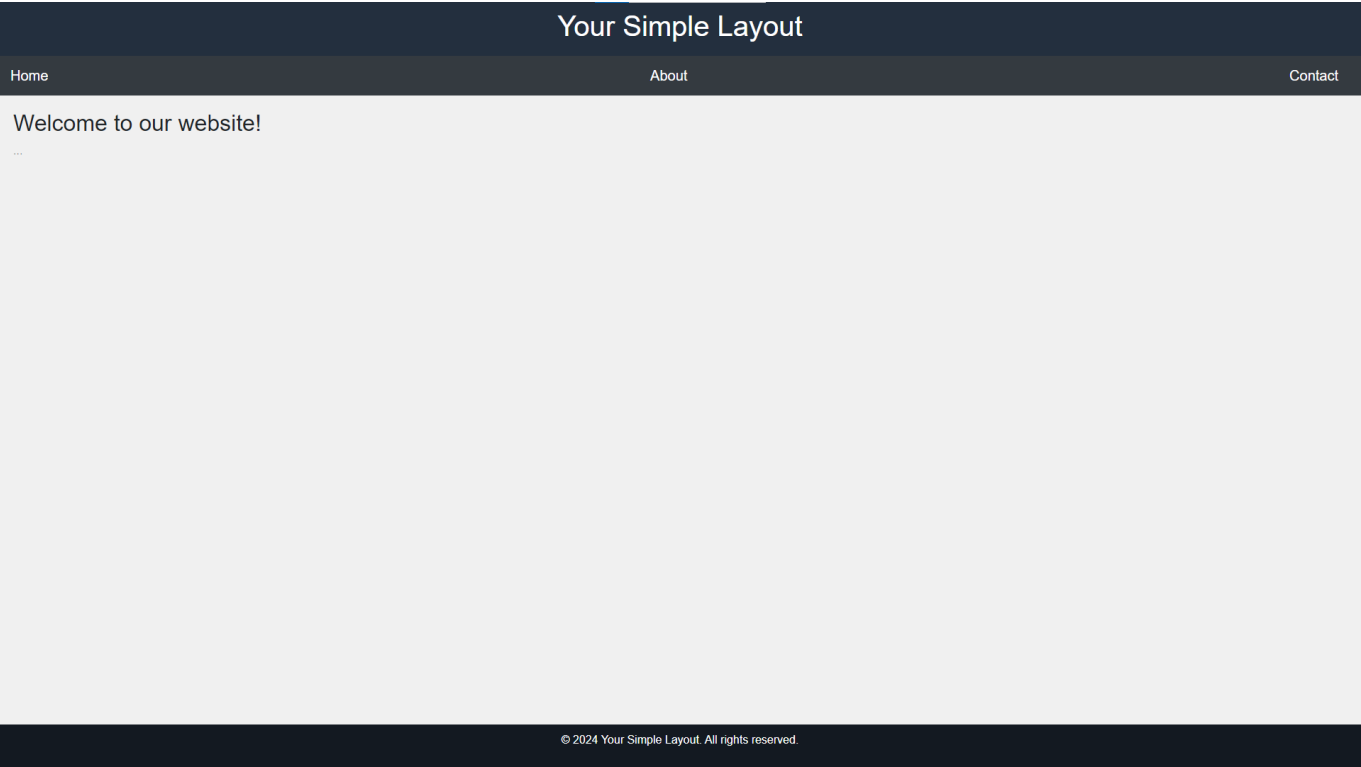 Your Simple Layout
Home About Contact
Welcome to our website!
...
© 2024 Your Simple Layout. All rights reserved.